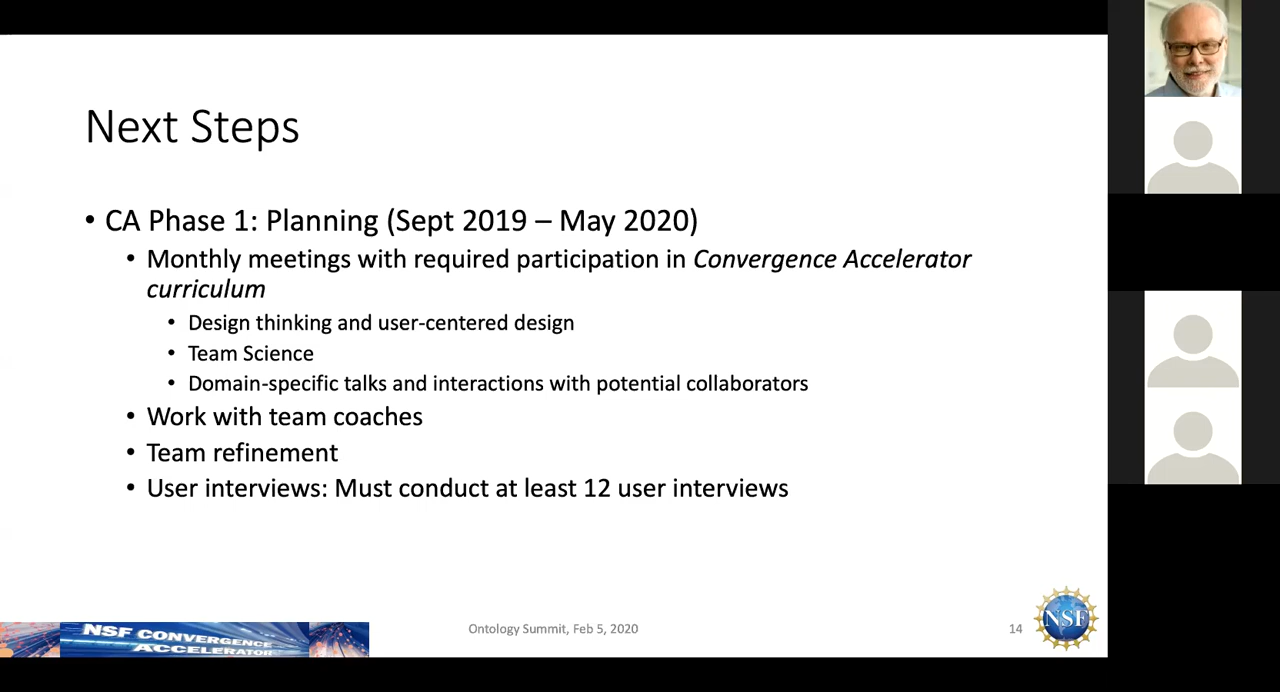 Next Steps
• CA Phase 1: Planning (Sept 2019 – May 2020)
• Monthly meetings with required participation in Convergence Accelerator
curriculum
• Design thinking and user-centered design
• Team Science
• Domain-specific talks and interactions with potential collaborators
• Work with team coaches
• Team refinement
• User interviews: Must conduct at least 12 user interviews
NSF CONVERGENCE
ACCELERATOR
Ontology Summit, Feb 5, 2020
14
NSF